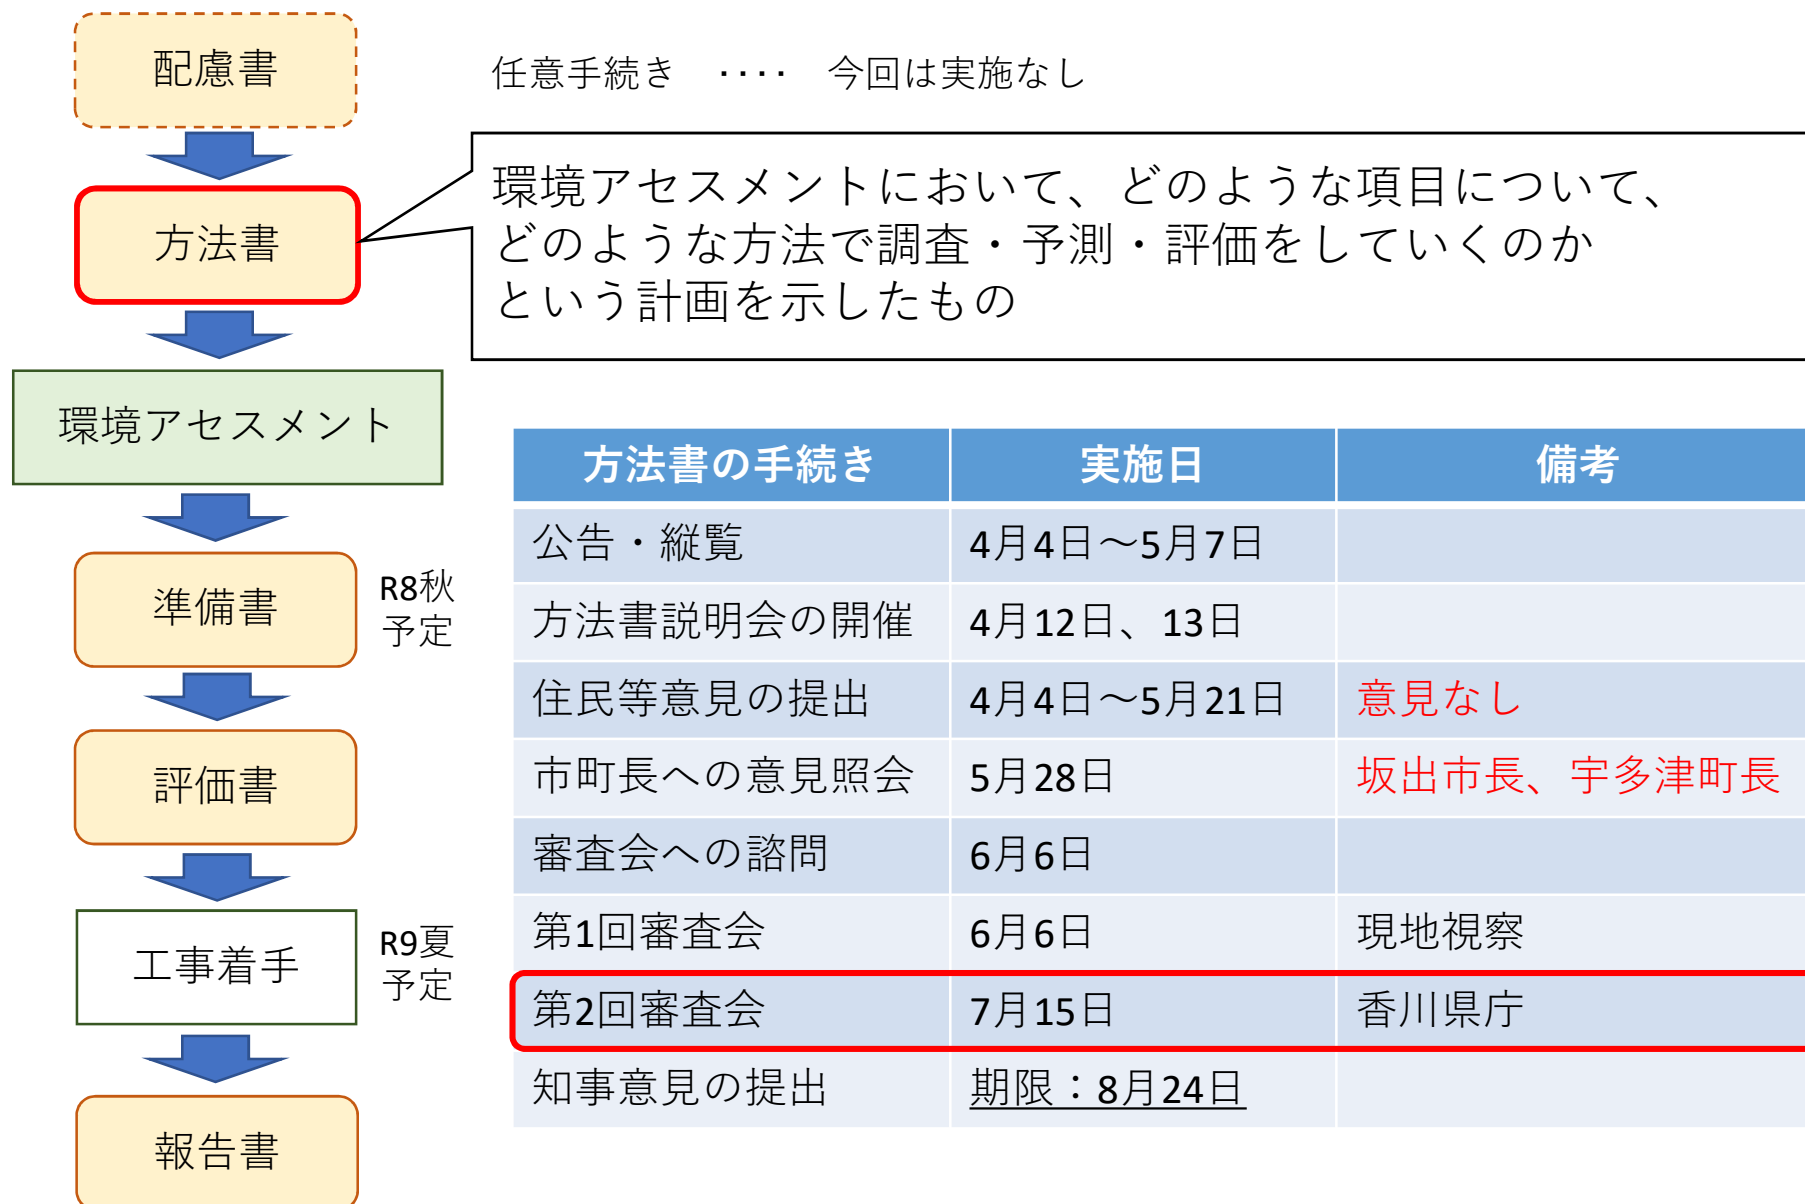 配慮書
任意手続き ‥‥ 今回は実施なし
方法書
環境アセスメントにおいて、どのような項目について、
どのような方法で調査・予測・評価をしていくのか
という計画を示したもの
環境アセスメント
準備書
R8秋
予定
評価書
工事着手
R9夏
予定
報告書
方法書の手続き 実施日 備考
公告・縦覧 4月4日～5月7日
方法書説明会の開催 4月12日、13日
住民等意見の提出 4月4日～5月21日 意見なし
市町長への意見照会 5月28日 坂出市長、宇多津町長
審査会への諮問 6月6日
第1回審査会 6月6日 現地視察
第2回審査会 7月15日 香川県庁
知事意見の提出 期限：8月24日